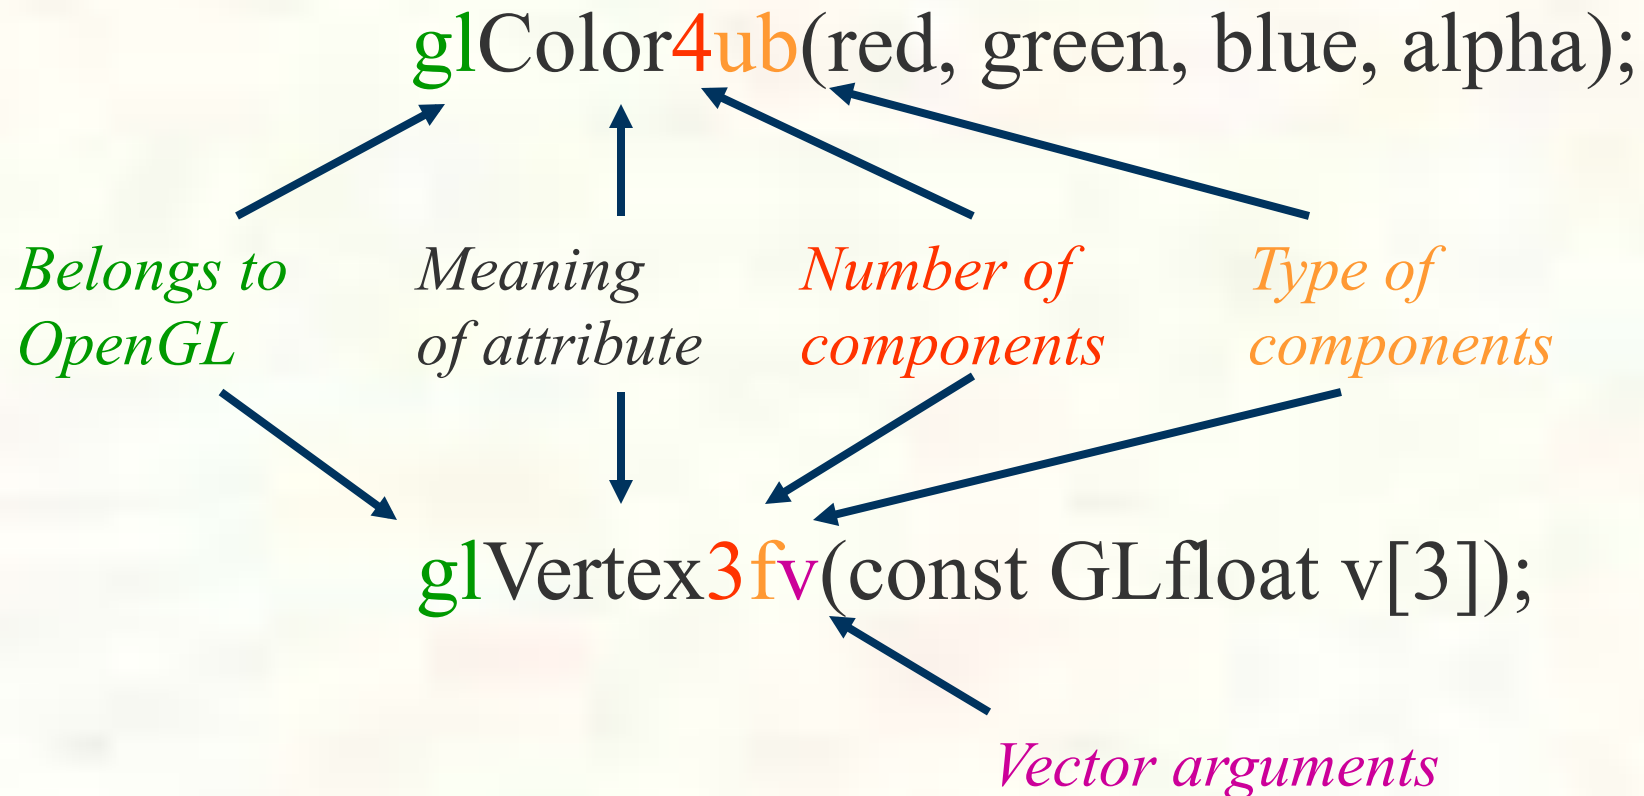 glColor4ub(red, green, blue, alpha);
Belongs to OpenGL
Meaning of attribute
Number of components
Type of components
glVertex3fv(const GLfloat v[3]);
Vector arguments